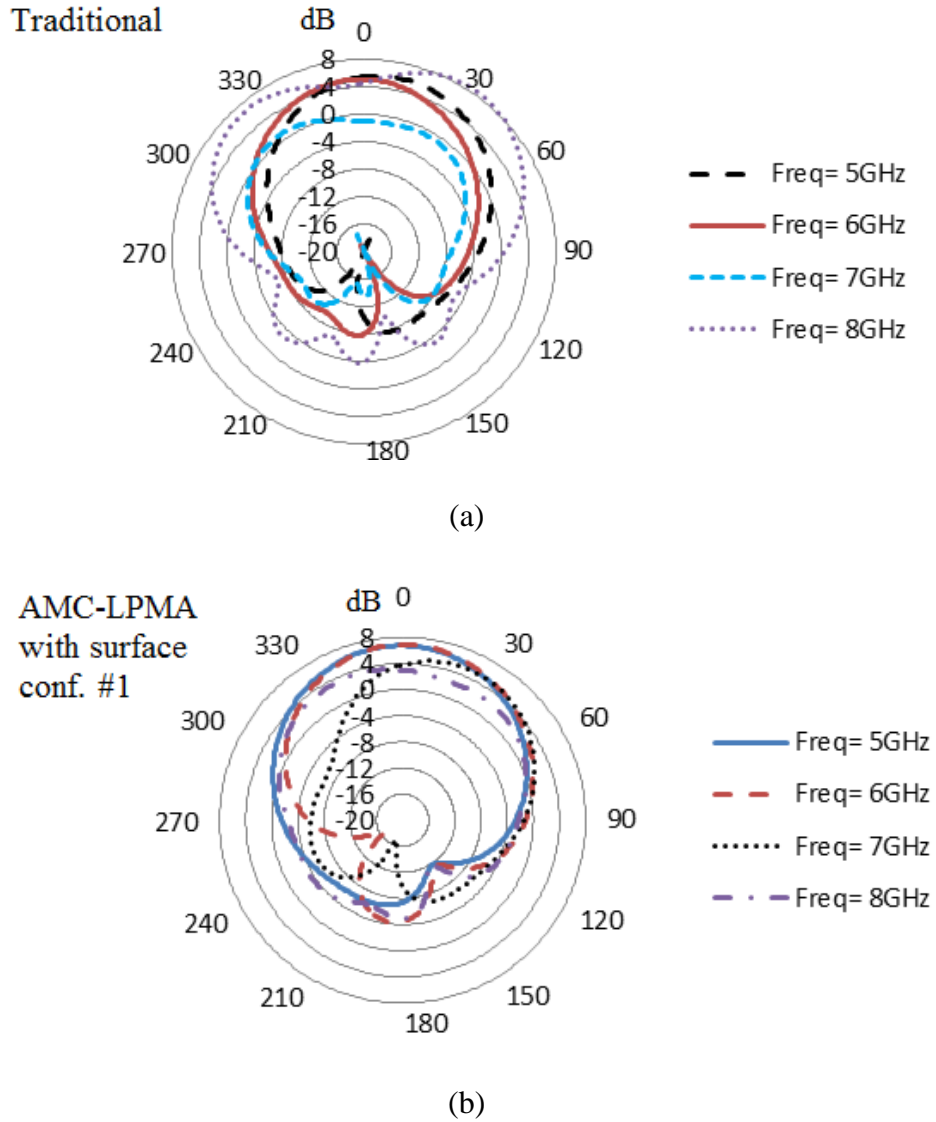 Traditional
dB
0
30
60
90
120
150
180
210
240
270
300
330
8
4
0
-4
-8
-12
-16
-20
Freq= 5GHz
Freq= 6GHz
Freq= 7GHz
Freq= 8GHz
(a)
AMC-LPMA
with surface
conf. #1
dB
0
30
60
90
120
150
180
210
240
270
300
330
8
4
0
-4
-8
-12
-16
-20
Freq= 5GHz
Freq= 6GHz
Freq= 7GHz
Freq= 8GHz
(b)